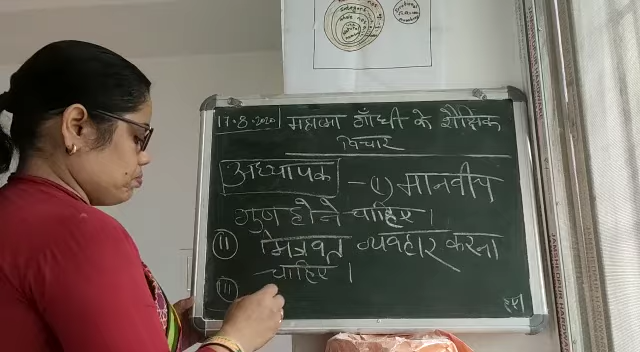 17.8.2020
महात्मा गाँधी के शैक्षिक
विचार
अध्यापक - (i) मानवीय
गुण होने चाहिए।
(ii) मित्रवत व्यवहार करना
चाहिए।
(iii)